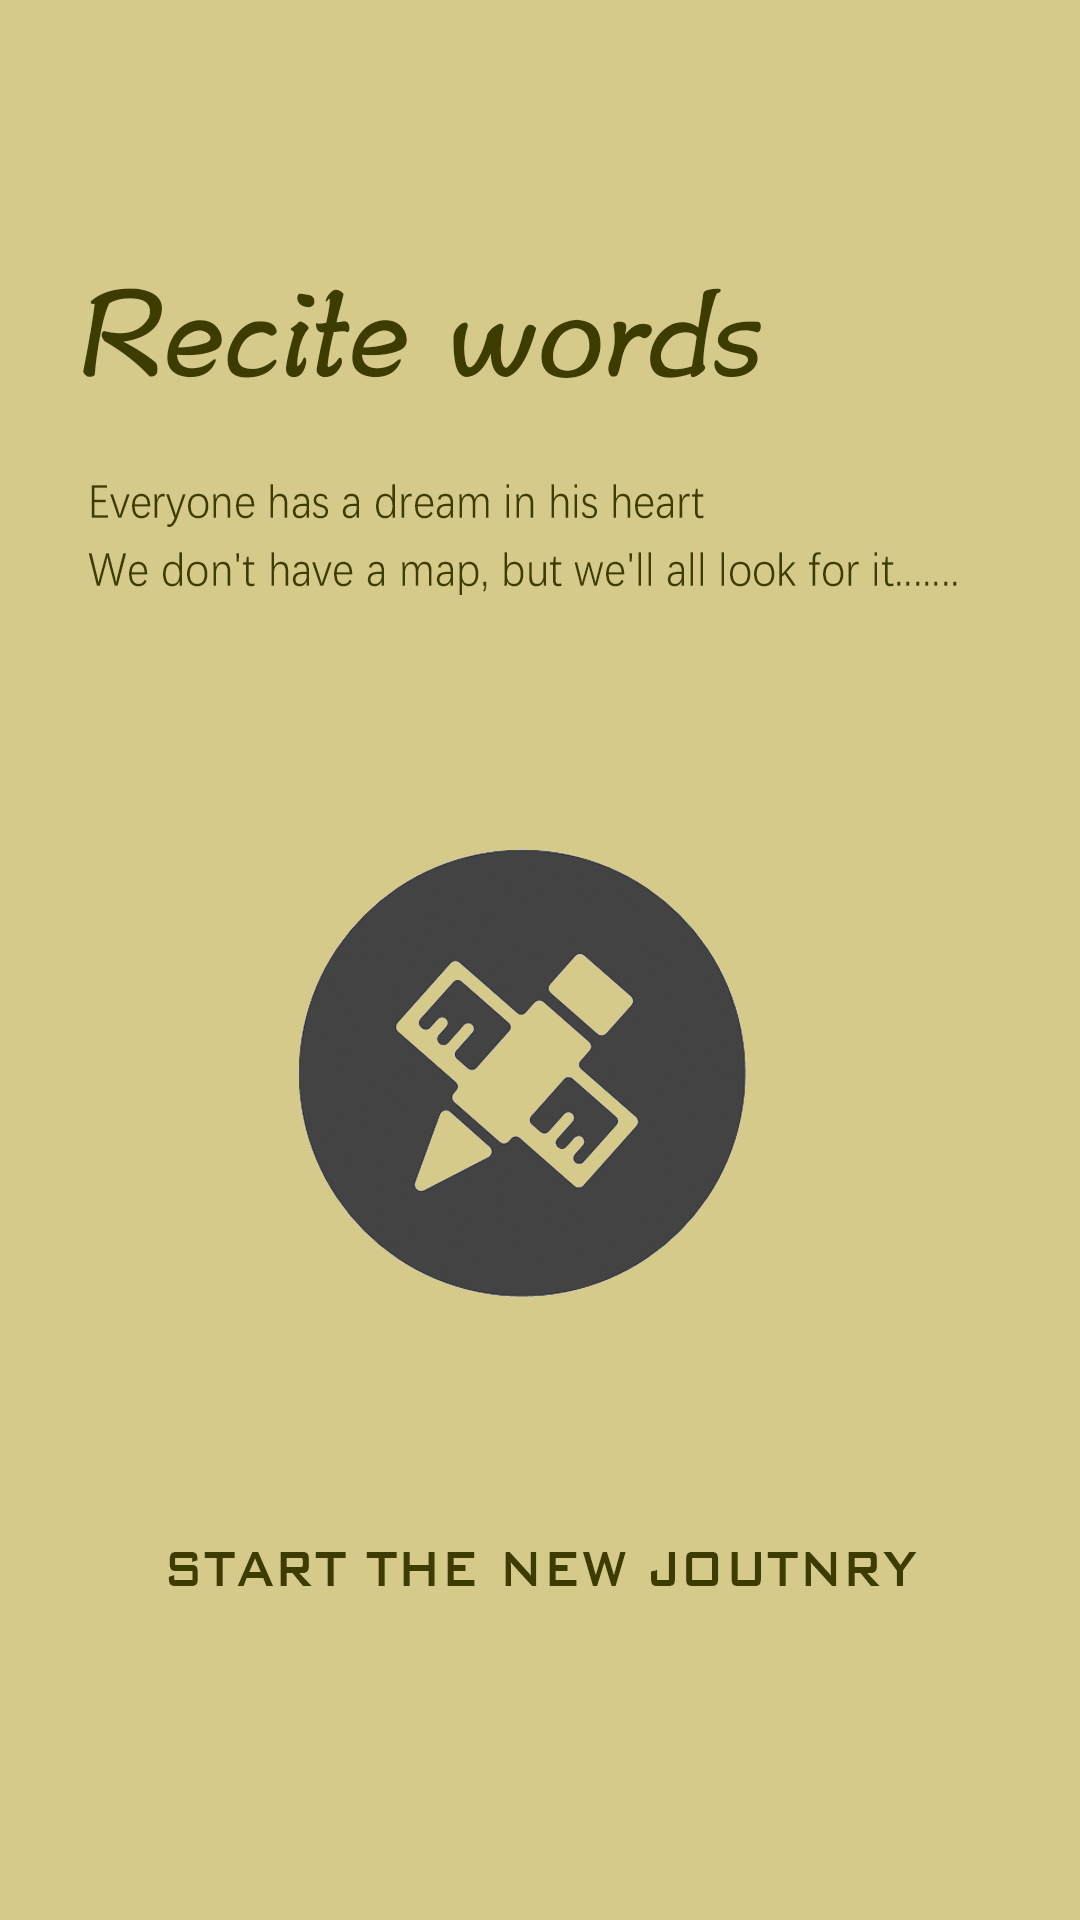 Recite words
Everyone has a dream in his heart
We don't have a map, but we'll all look for it.......
START THE NEW JOUTNRY